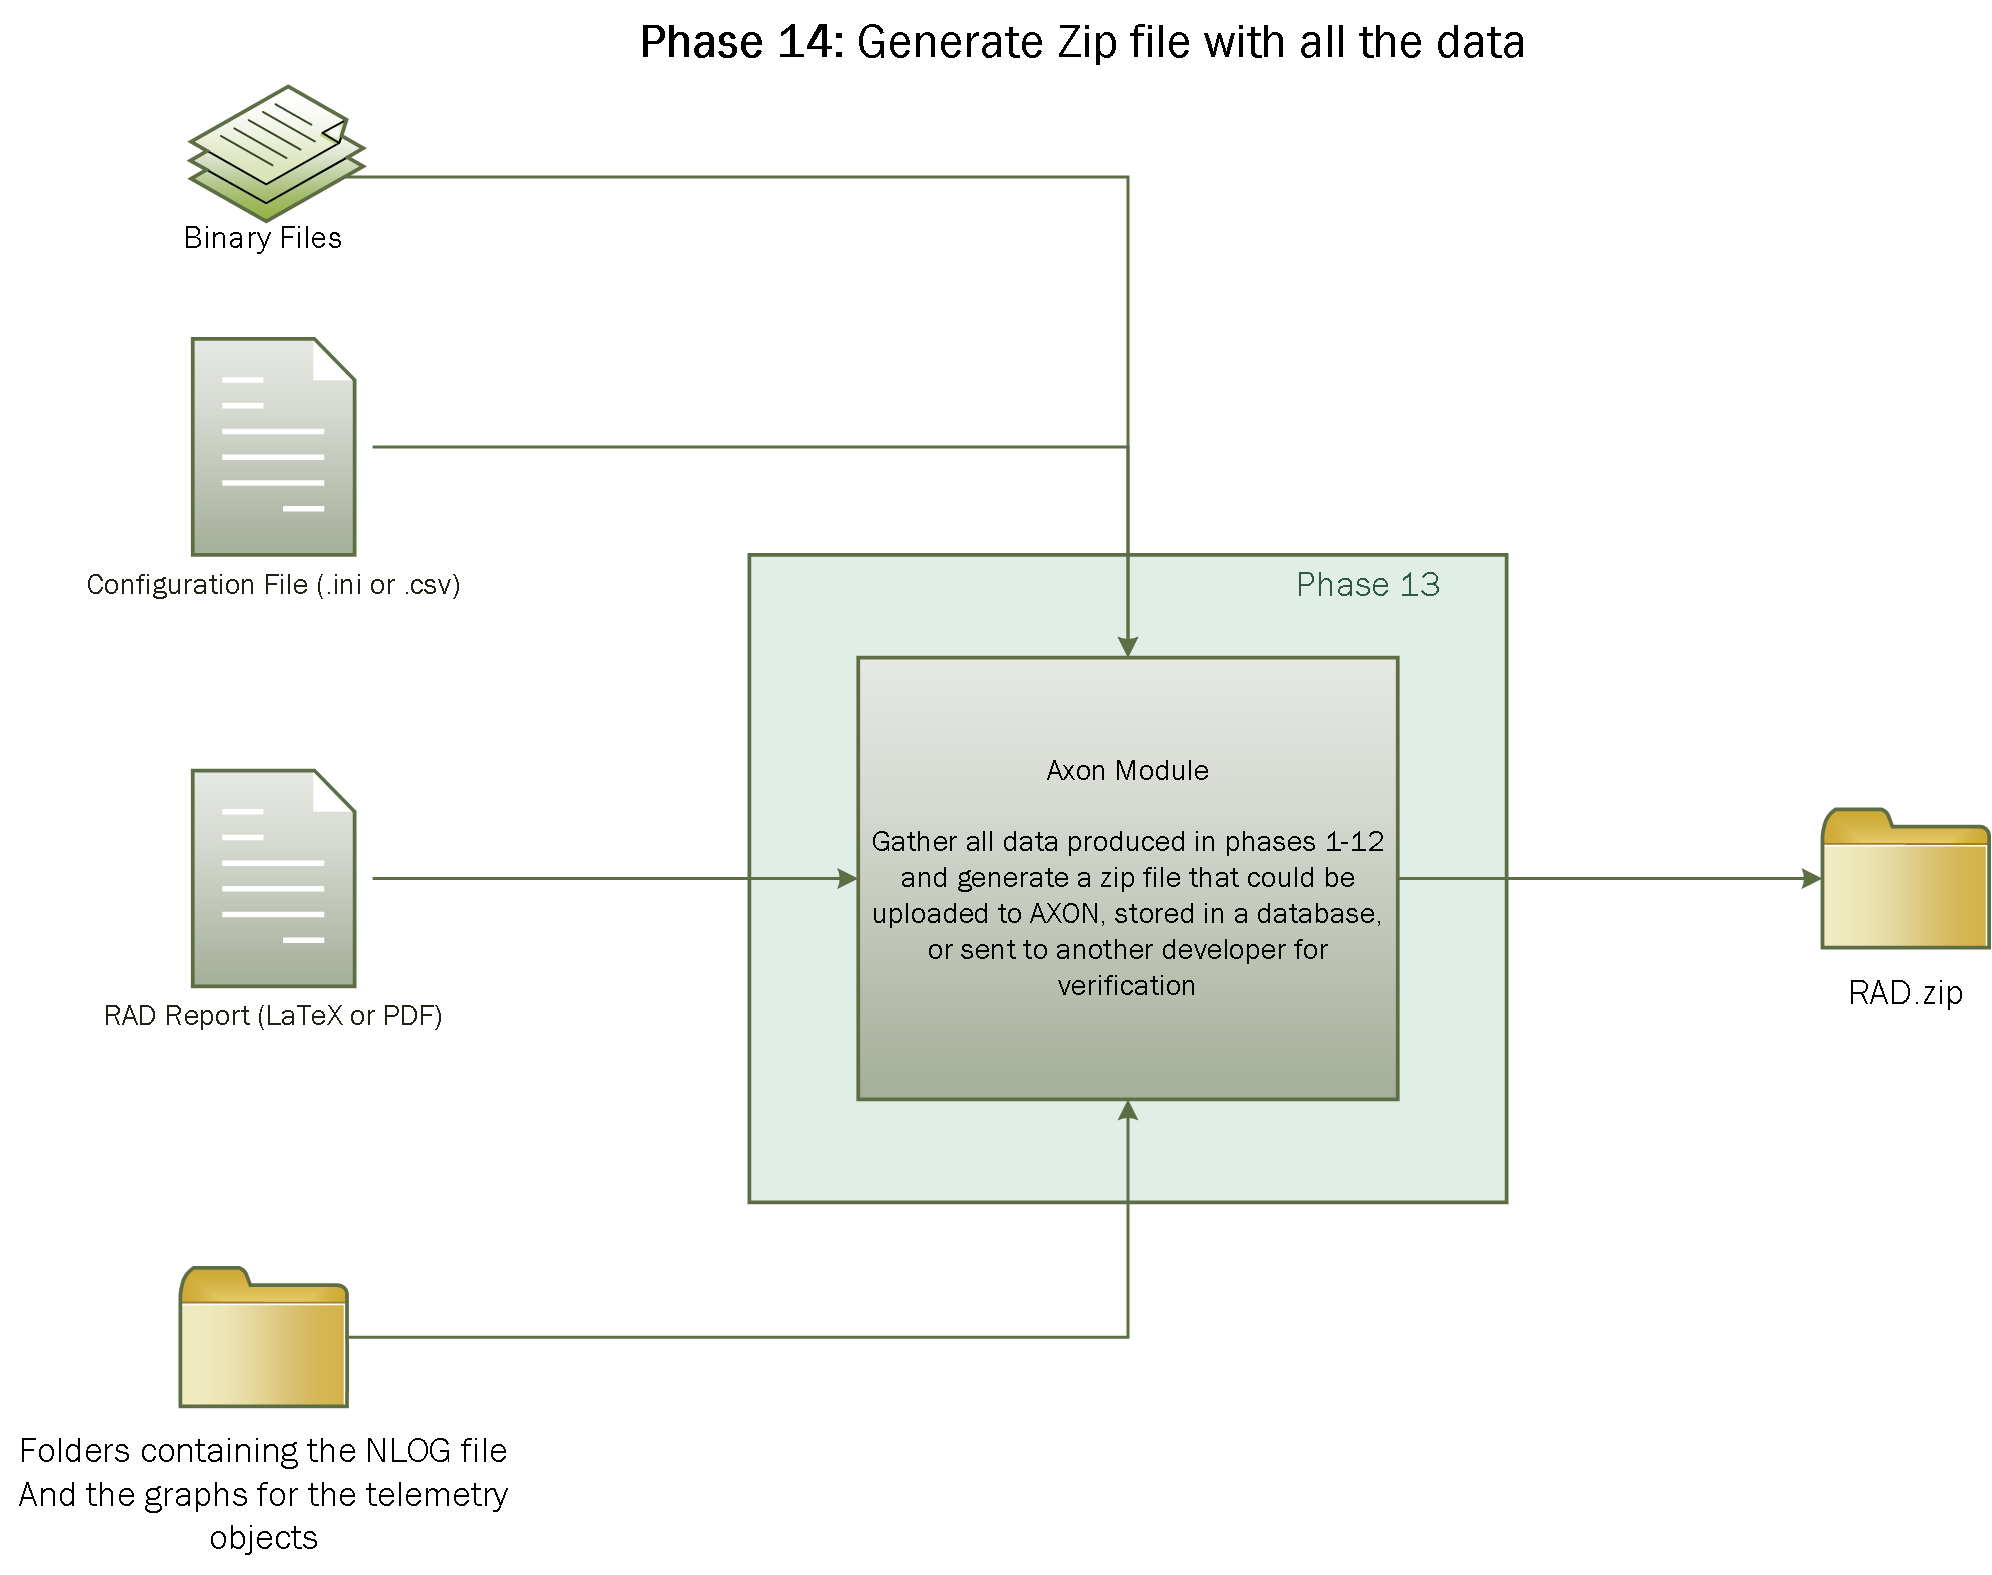 Phase 14: Generate Zip file with all the data
Binary Files
Configuration File (.ini or .csv)
Phase 13
Axon Module
Gather all data produced in phases 1-12
and generate a zip file that could be
uploaded to AXON, stored in a database,
or sent to another developer for
verification
RAD Report (LaTeX or PDF)
RAD.zip
Folders containing the NLOG file
And the graphs for the telemetry
objects